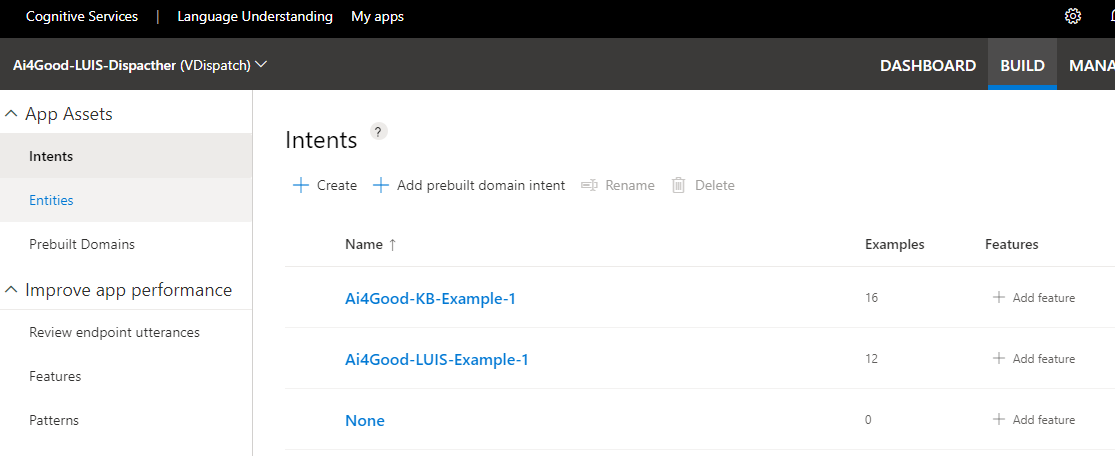 Cognitive Services | Language Understanding My apps
Ai4Good-LUIS-Dispacther (VDispatch) DASHBOARD BUILD MANA
App Assets
Intents
Entities
Prebuilt Domains
Improve app performance
Review endpoint utterances
Features
Patterns
Intents ?
+ Create + Add prebuilt domain intent Rename Delete
Name ↑ Examples Features
Ai4Good-KB-Example-1 16 + Add feature
Ai4Good-LUIS-Example-1 12 + Add feature
None 0 + Add feature